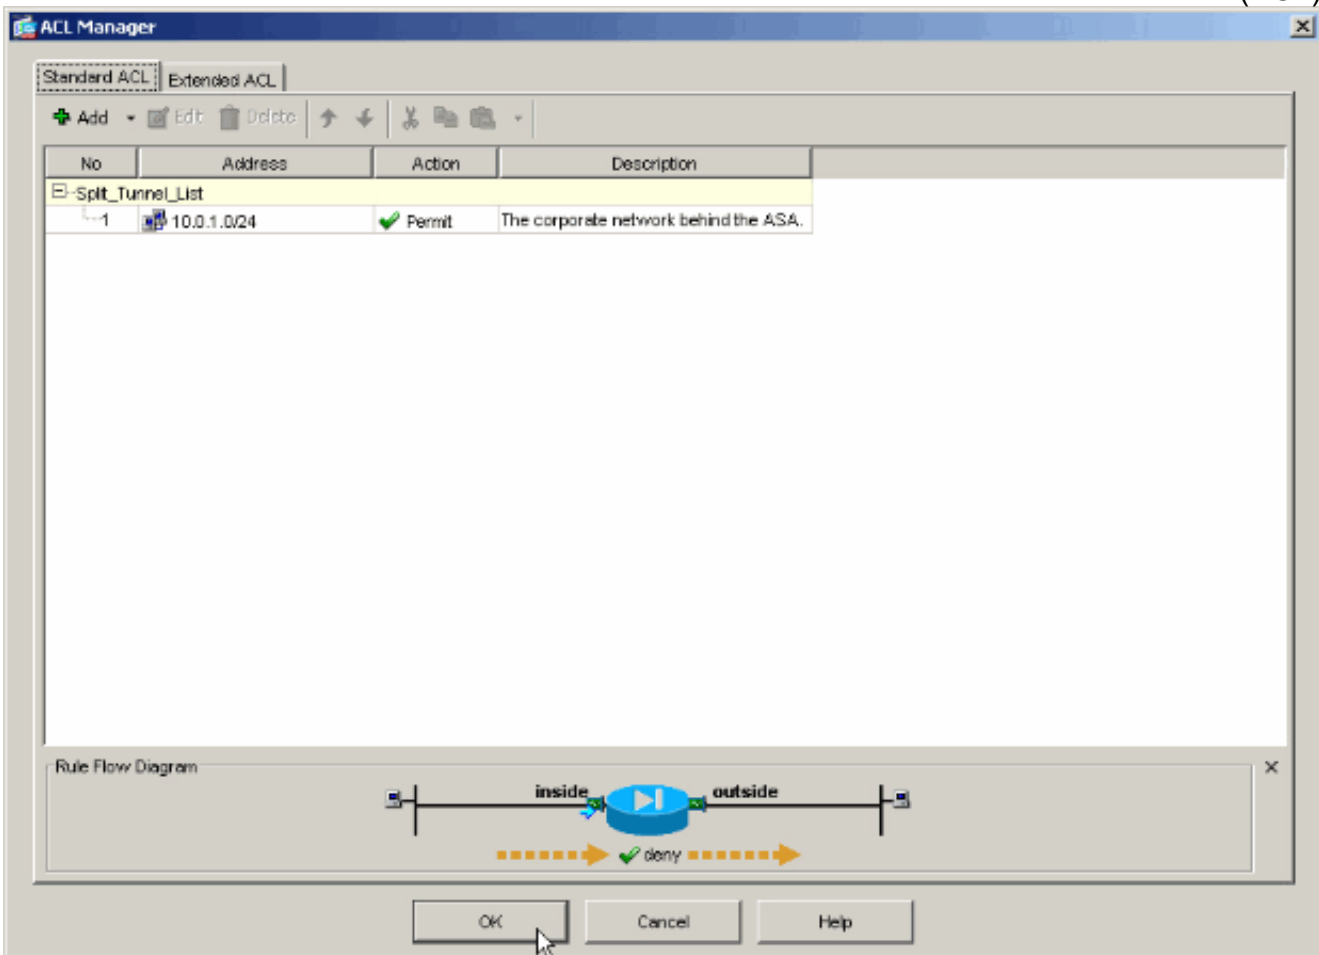 ACL Manager
Standard ACL Extended ACL
Add Edit Delete
No Address Action Description
Split_Tunnel_List
1 10.0.1.0/24 Permit The corporate network behind the ASA.
Rule Flow Diagram
inside outside
deny
OK Cancel Help